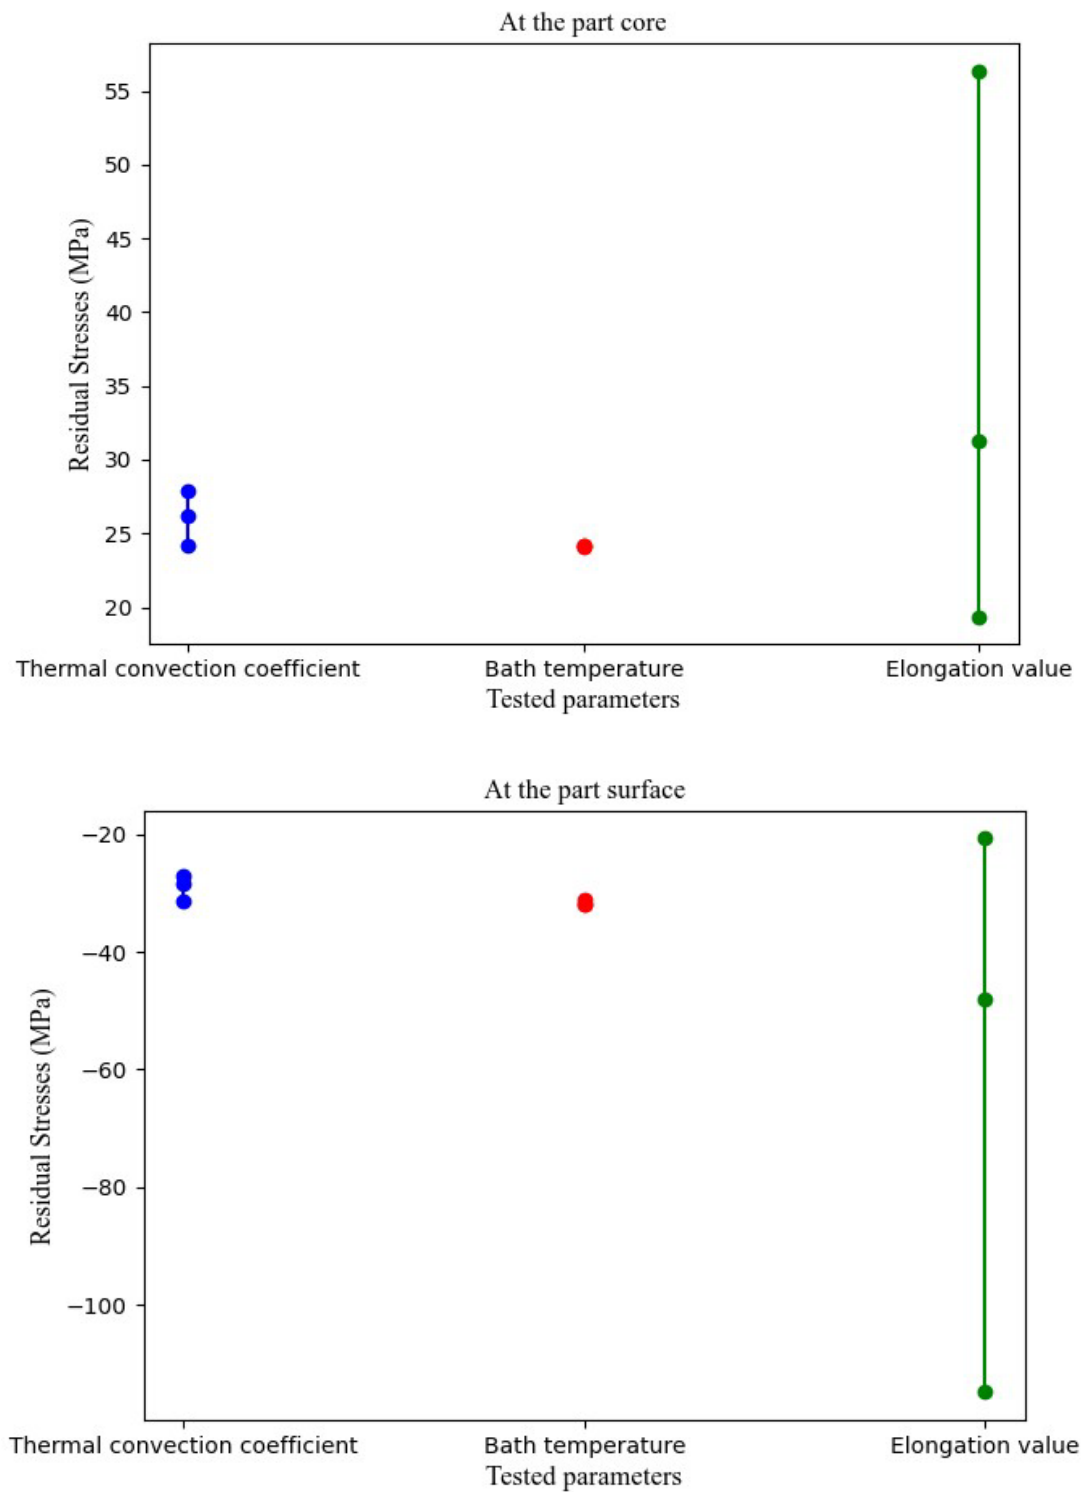 At the part core
55
50
45
40
35
30
25
20
Residual Stresses (MPa)
Thermal convection coefficient
Bath temperature
Elongation value
Tested parameters
At the part surface
−20
−40
−60
−80
−100
Residual Stresses (MPa)
Thermal convection coefficient
Bath temperature
Elongation value
Tested parameters